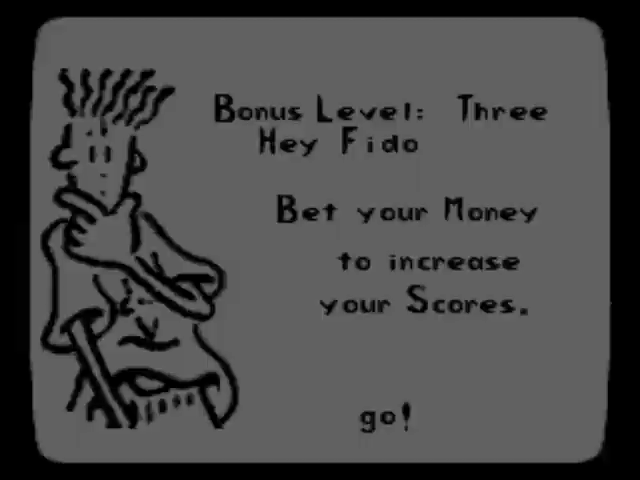 Bonus Level: Three
Hey Fido
Bet your Money
to increase
your Scores.
go!